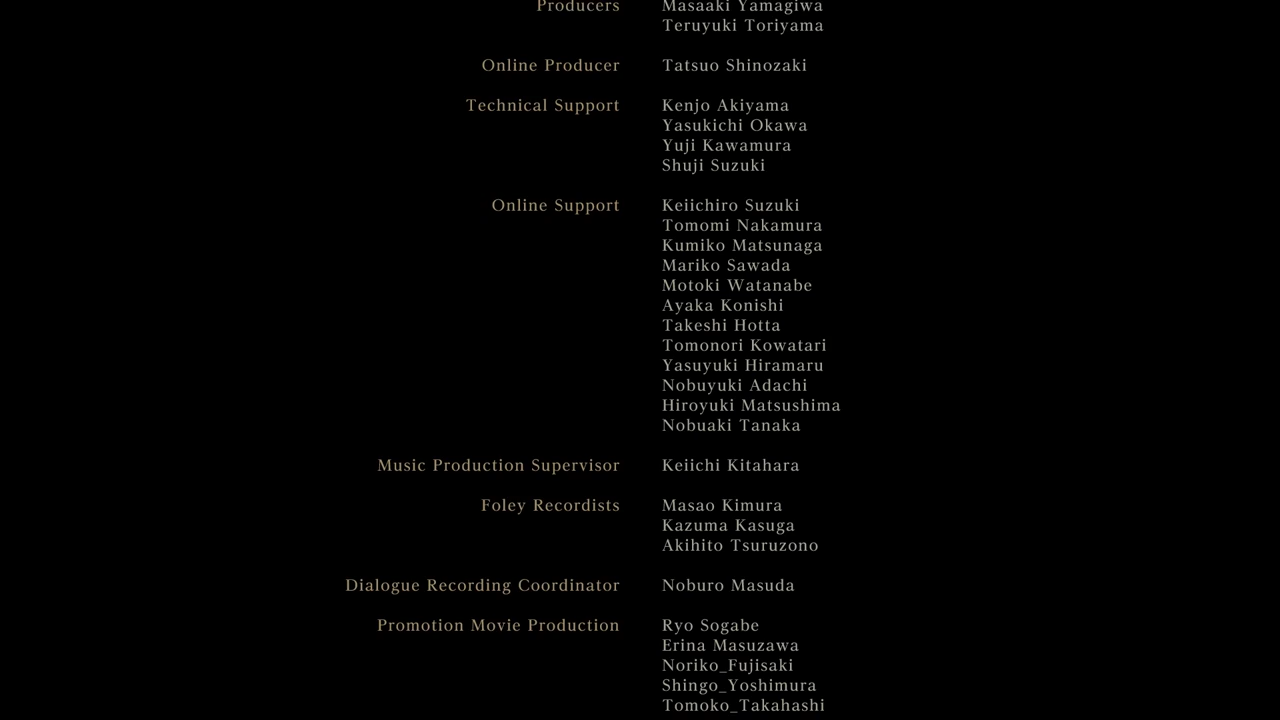 Producers Masaaki Yamagiwa
Teruyuki Toriyama
Online Producer Tatsuo Shinozaki
Technical Support Kenjo Akiyama
Yasukichi Okawa
Yuji Kawamura
Shuji Suzuki
Online Support Keiichiro Suzuki
Tomomi Nakamura
Kumiko Matsunaga
Mariko Sawada
Motoki Watanabe
Ayaka Konishi
Takeshi Hotta
Tomonori Kowatari
Yasuyuki Hiramaru
Nobuyuki Adachi
Hiroyuki Matsushima
Nobuaki Tanaka
Music Production Supervisor Keiichi Kitahara
Foley Recordists Masao Kimura
Kazuma Kasuga
Akihito Tsuruzono
Dialogue Recording Coordinator Noburo Masuda
Promotion Movie Production Ryo Sogabe
Erina Masuzawa
Noriko_Fujisaki
Shingo_Yoshimura
Tomoko_Takahashi